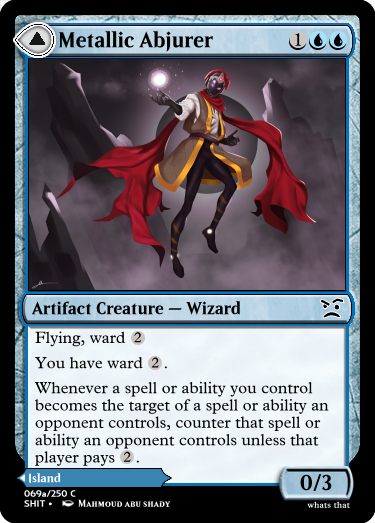 Metallic Abjurer 1
Artifact Creature — Wizard
Flying, ward 2
You have ward 2.
Whenever a spell or ability you control
becomes the target of a spell or ability an
opponent controls, counter that spell or
ability an opponent controls unless that
player pays 2.
Island
0/3
069a/250 C
SHIT • Mahmoud Abu Shady
whats that